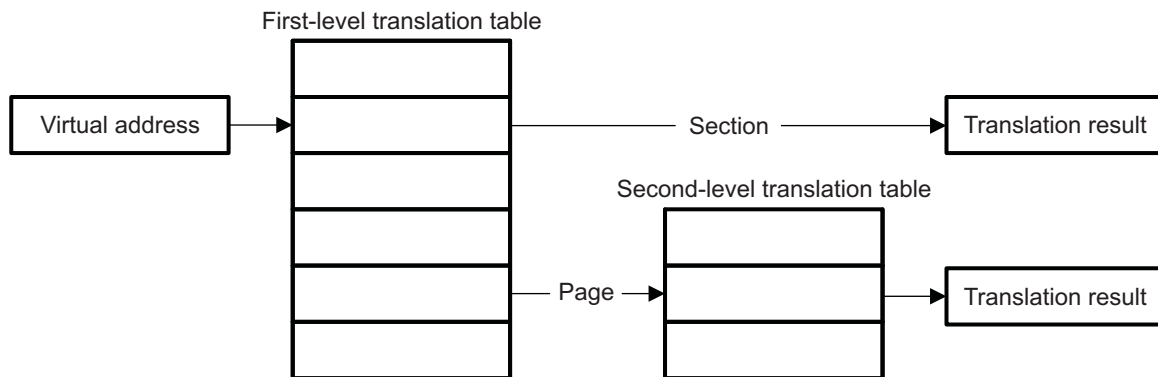 First-level translation table
Virtual address
Section
Translation result
Second-level translation table
Page
Translation result